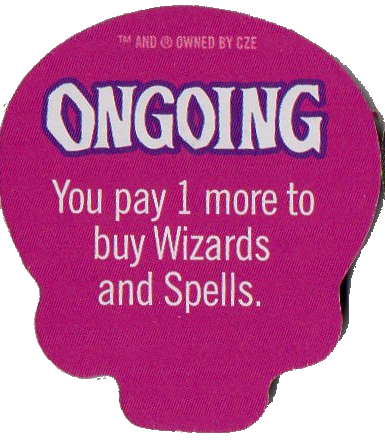 ™ AND ® OWNED BY CZE
ONGOING
You pay 1 more to
buy Wizards
and Spells.